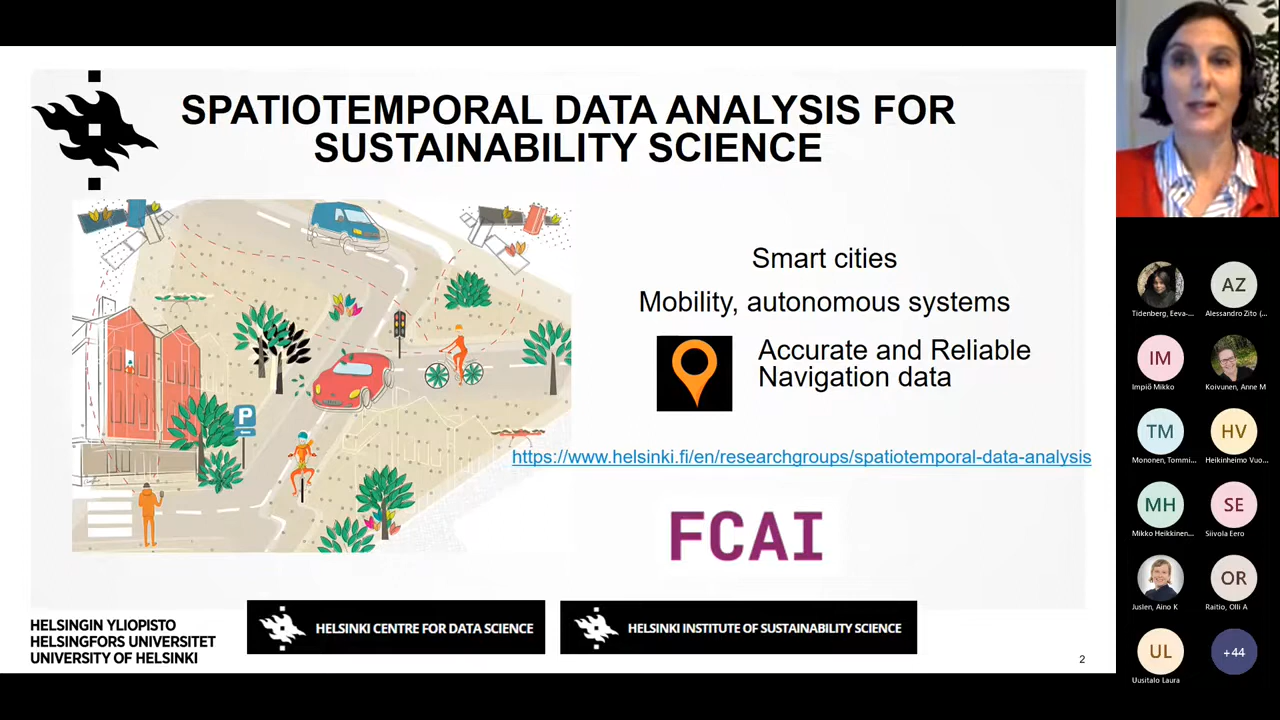 SPATIOTEMPORAL DATA ANALYSIS FOR
SUSTAINABILITY SCIENCE
Smart cities
Mobility, autonomous systems
Accurate and Reliable
Navigation data
https://www.helsinki.fi/en/researchgroups/spatiotemporal-data-analysis
P
FCAI
HELSINGIN YLIOPISTO
HELSINGFORS UNIVERSITET
UNIVERSITY OF HELSINKI
HELSINKI CENTRE FOR DATA SCIENCE
HELSINKI INSTITUTE OF SUSTAINABILITY SCIENCE
2
Tidenberg, Eeva-...
AZ
Alessandro Zito (...
IM
Impiö Mikko
Koivunen, Anne M
TM
Mononen, Tommi...
HV
Heikinheimo Vuo...
MH
Mikko Heikkinen...
SE
Siivola Eero
Juslen, Aino K
OR
Raitio, Olli A
UL
Uusitalo Laura
+44